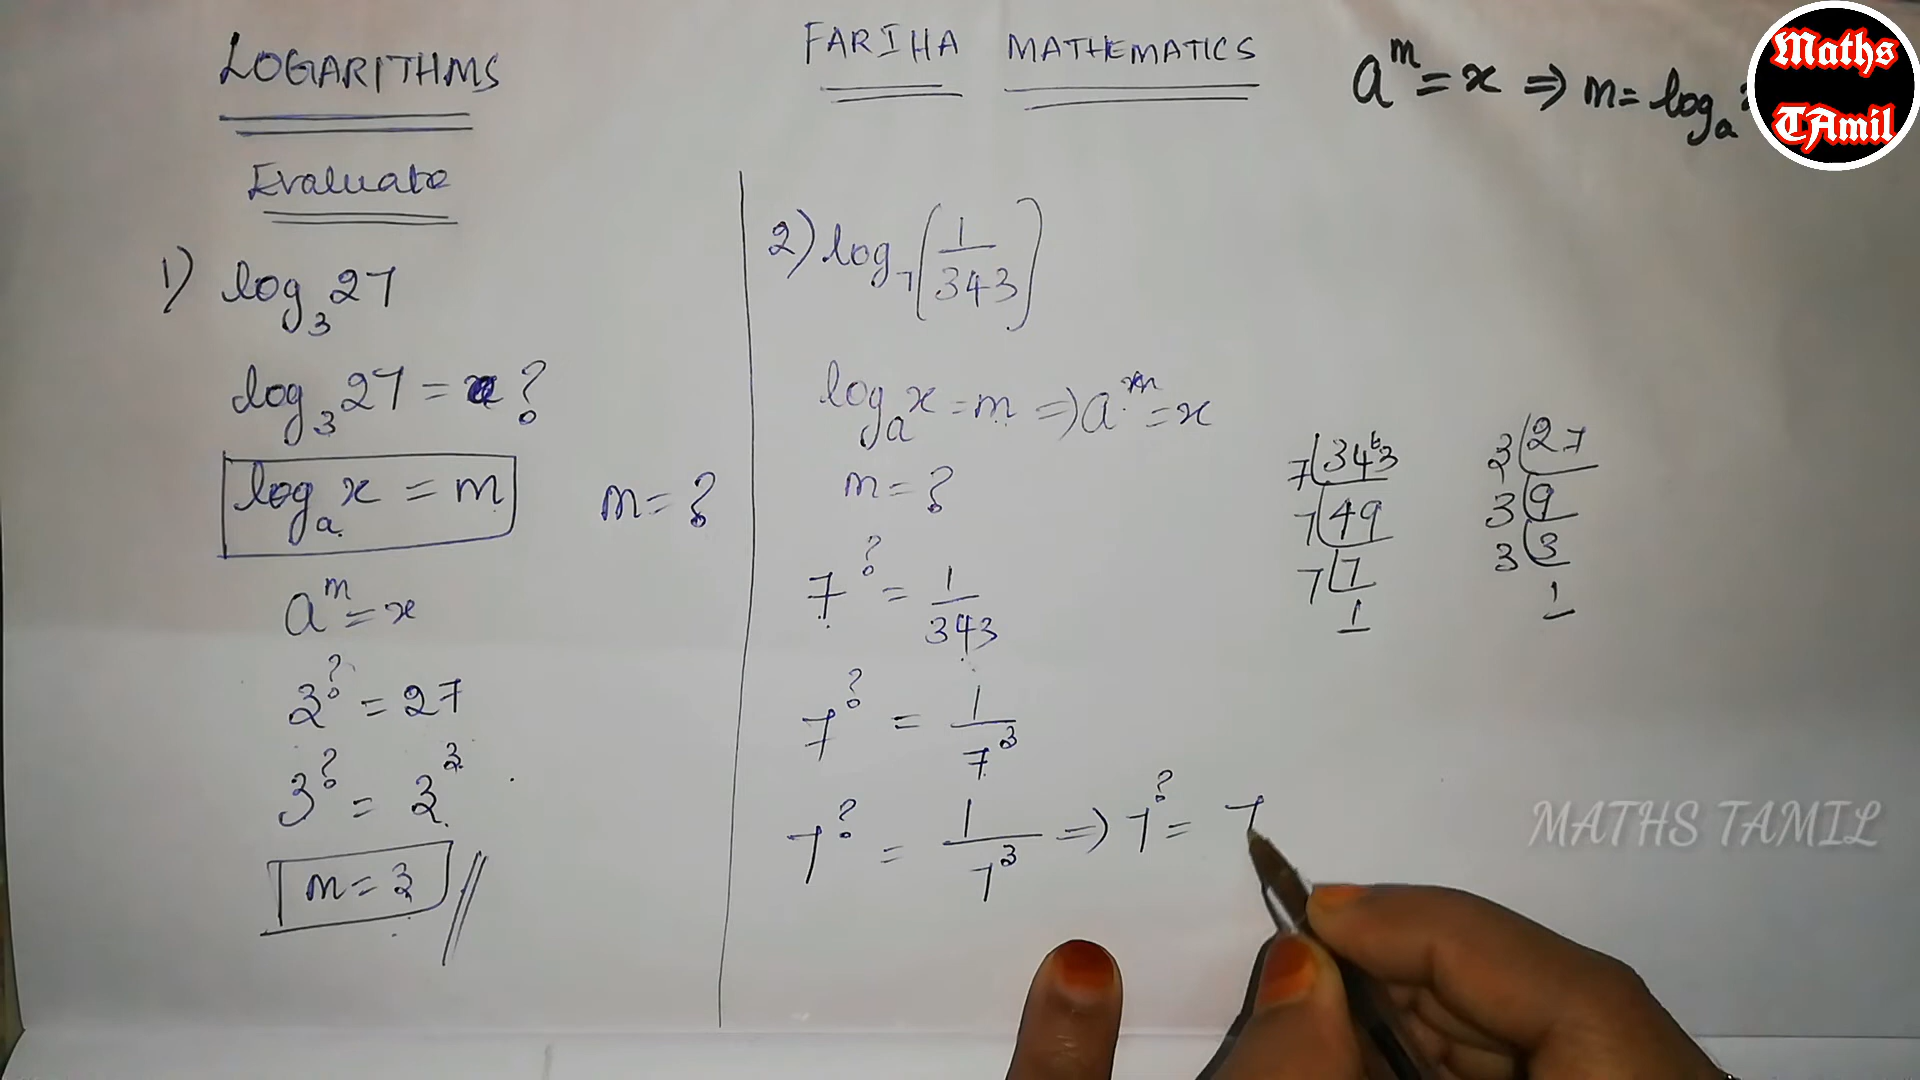 LOGARITHMS
FARIHA MATHEMATICS
a^m = x ⇒ m = log_a
Maths
TAmil
Evaluate
1) log_3 27
log_3 27 = ?
log_a x = m
m = ?
a^m = x
3^? = 27
3^? = 3^3
m = 3
2) log_7 (1/343)
log_a x = m ⇒ a^m = x
m = ?
7^? = 1/343
7^? = 1/7^3
7^? = 1/7^3 ⇒ 7^? = 7
7 343
7 49
7 7
1
3 27
3 9
3 3
1
MATHS TAMIL